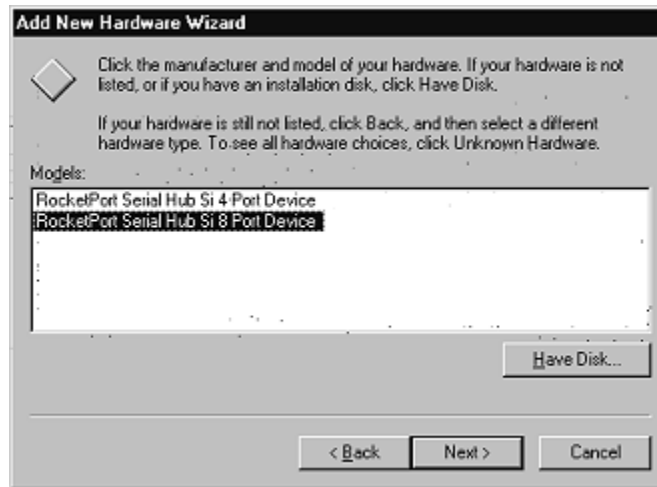 Add New Hardware Wizard
Click the manufacturer and model of your hardware. If your hardware is not
listed, or if you have an installation disk, click Have Disk.
If your hardware is still not listed, click Back, and then select a different
hardware type. To see all hardware choices, click Unknown Hardware.
Models:
RocketPort Serial Hub Si 4 Port Device
RocketPort Serial Hub Si 8 Port Device
Have Disk...
< Back
Next >
Cancel